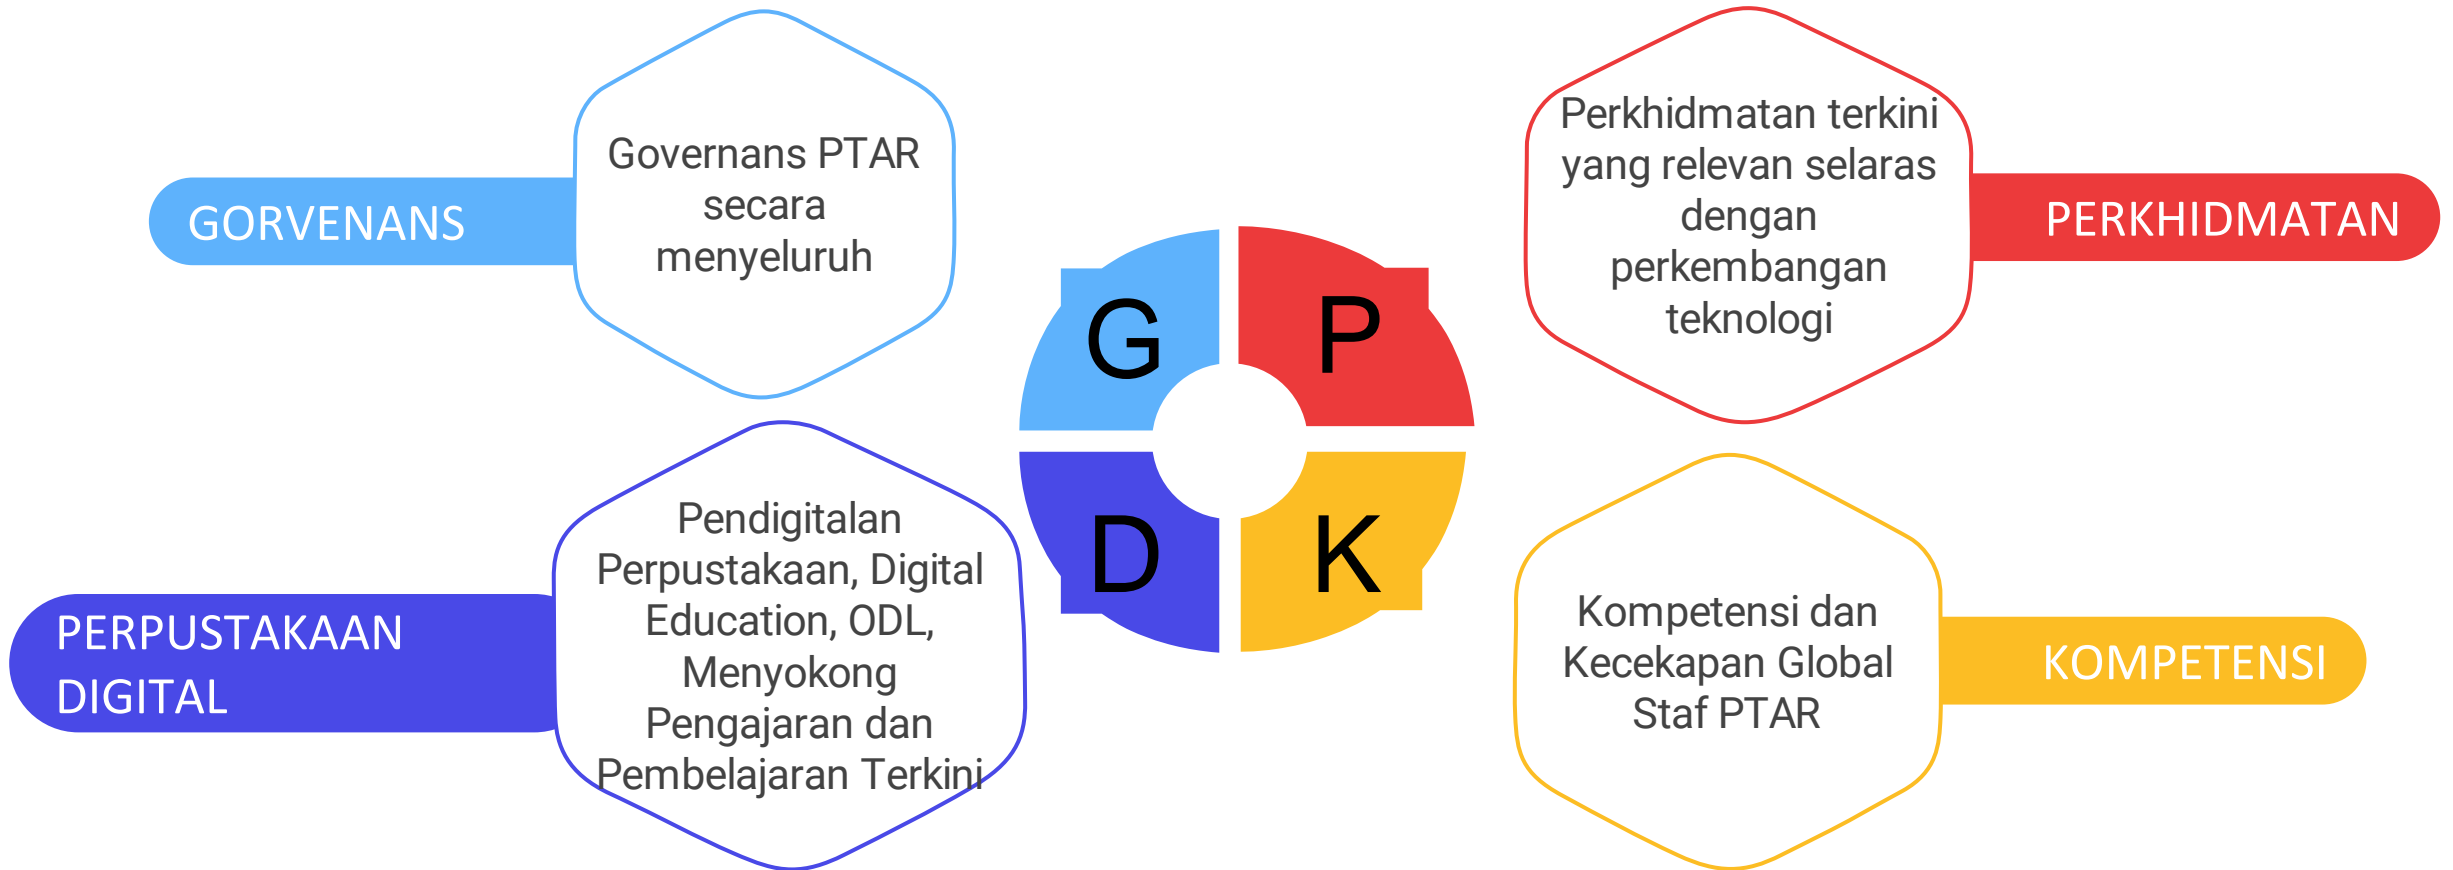 GORVENANS
Governans PTAR
secara
menyeluruh
Perkhidmatan terkini
yang relevan selaras
dengan
perkembangan
teknologi
PERKHIDMATAN
G
P
D
K
PERPUSTAKAAN
DIGITAL
Pendigitalan
Perpustakaan, Digital
Education, ODL,
Menyokong
Pengajaran dan
Pembelajaran Terkini
Kompetensi dan
Kecekapan Global
Staf PTAR
KOMPETENSI